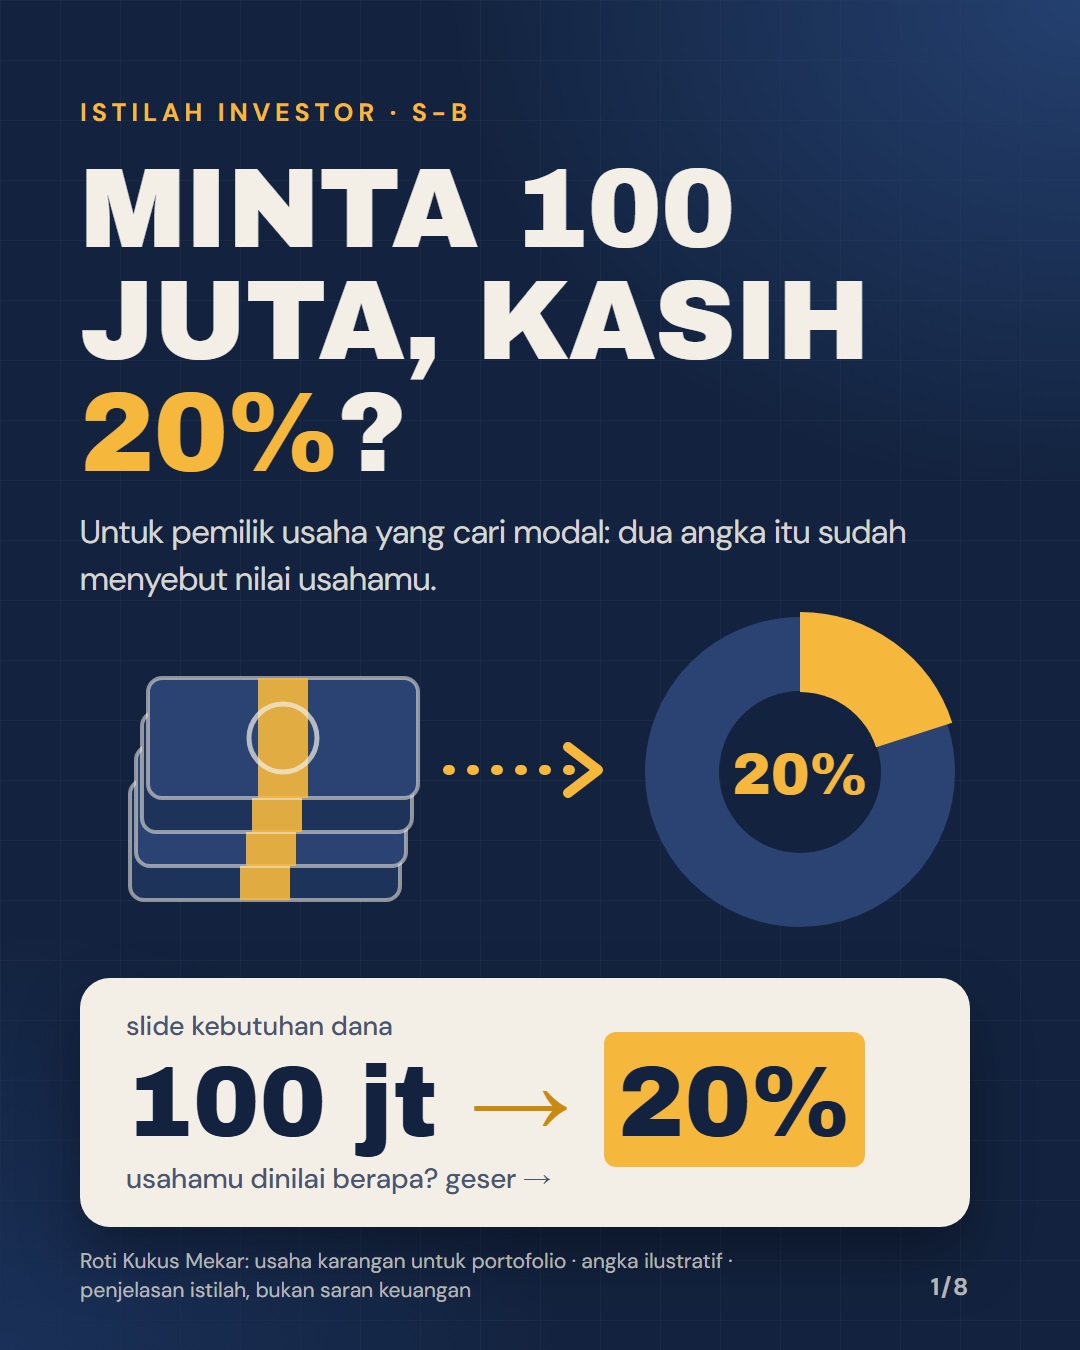 ISTILAH INVESTOR · S–B
MINTA 100
JUTA, KASIH
20%?
Untuk pemilik usaha yang cari modal: dua angka itu sudah
menyebut nilai usahamu.
20%
slide kebutuhan dana
100 jt → 20%
usahamu dinilai berapa? geser →
Roti Kukus Mekar: usaha karangan untuk portofolio · angka ilustratif ·
penjelasan istilah, bukan saran keuangan
1/8